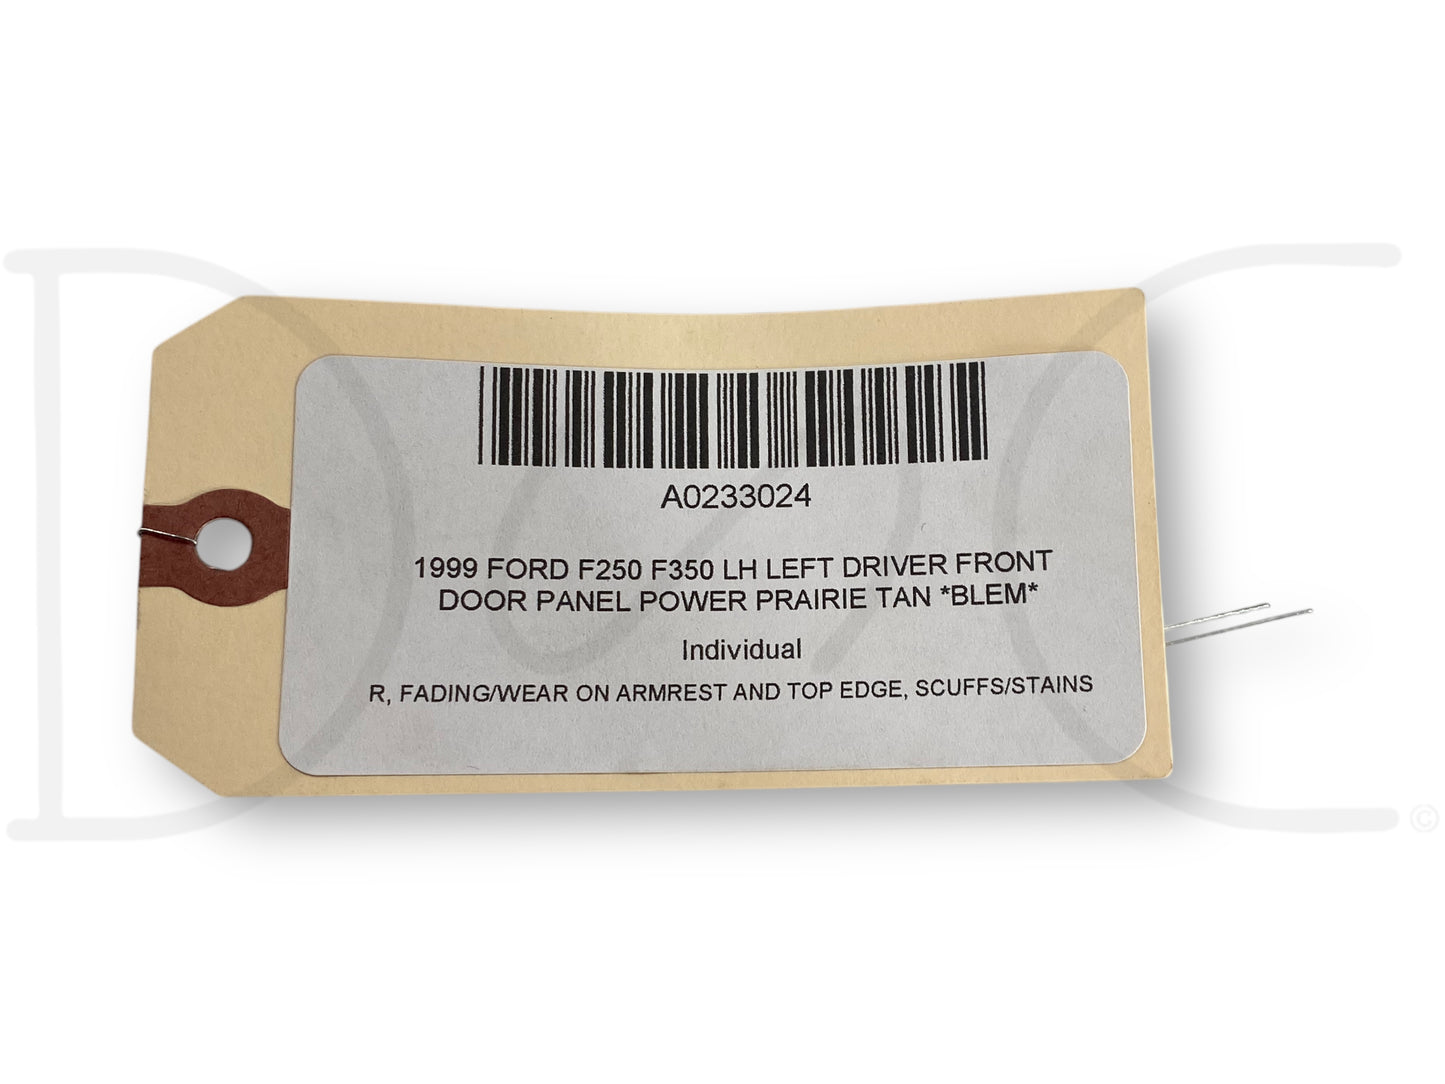 A0233024
1999 FORD F250 F350 LH LEFT DRIVER FRONT
DOOR PANEL POWER PRAIRIE TAN *BLEM*
Individual
R, FADING/WEAR ON ARMREST AND TOP EDGE, SCUFFS/STAINS
©